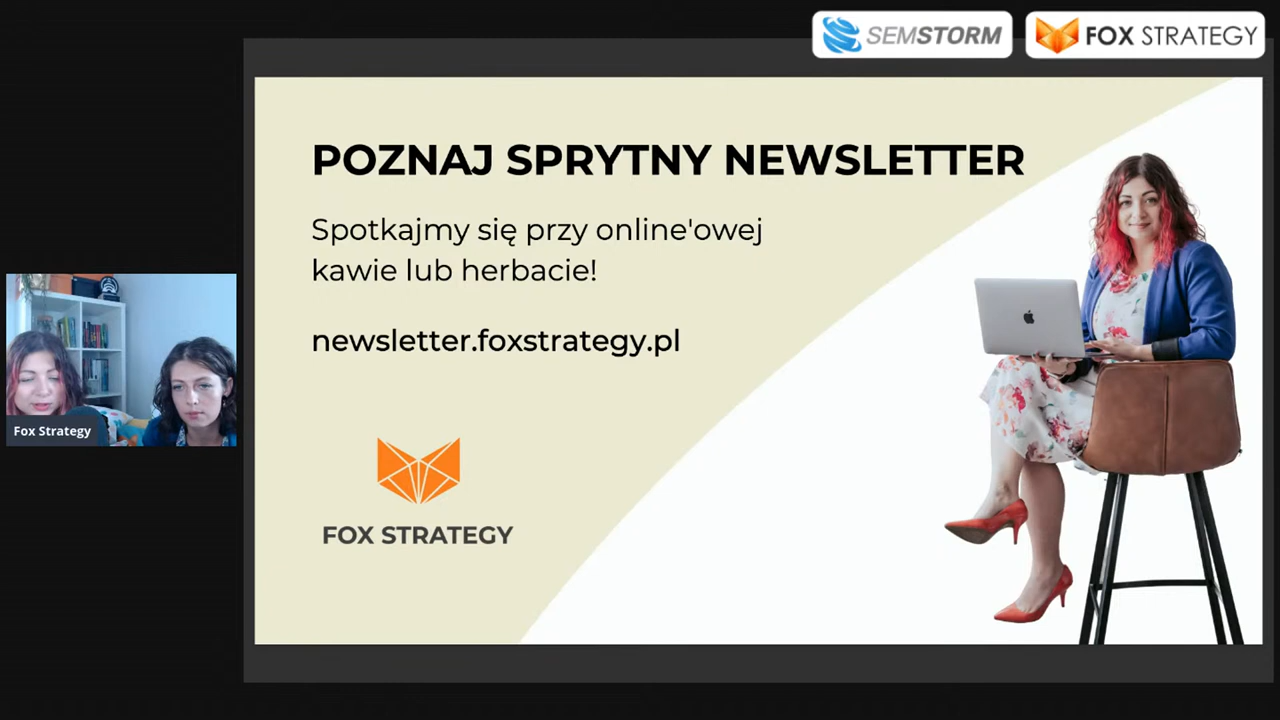 SEMSTORM
FOX STRATEGY
POZNAJ SPRYTNY NEWSLETTER
Spotkajmy się przy online'owej
kawie lub herbacie!
newsletter.foxstrategy.pl
Fox Strategy
FOX STRATEGY